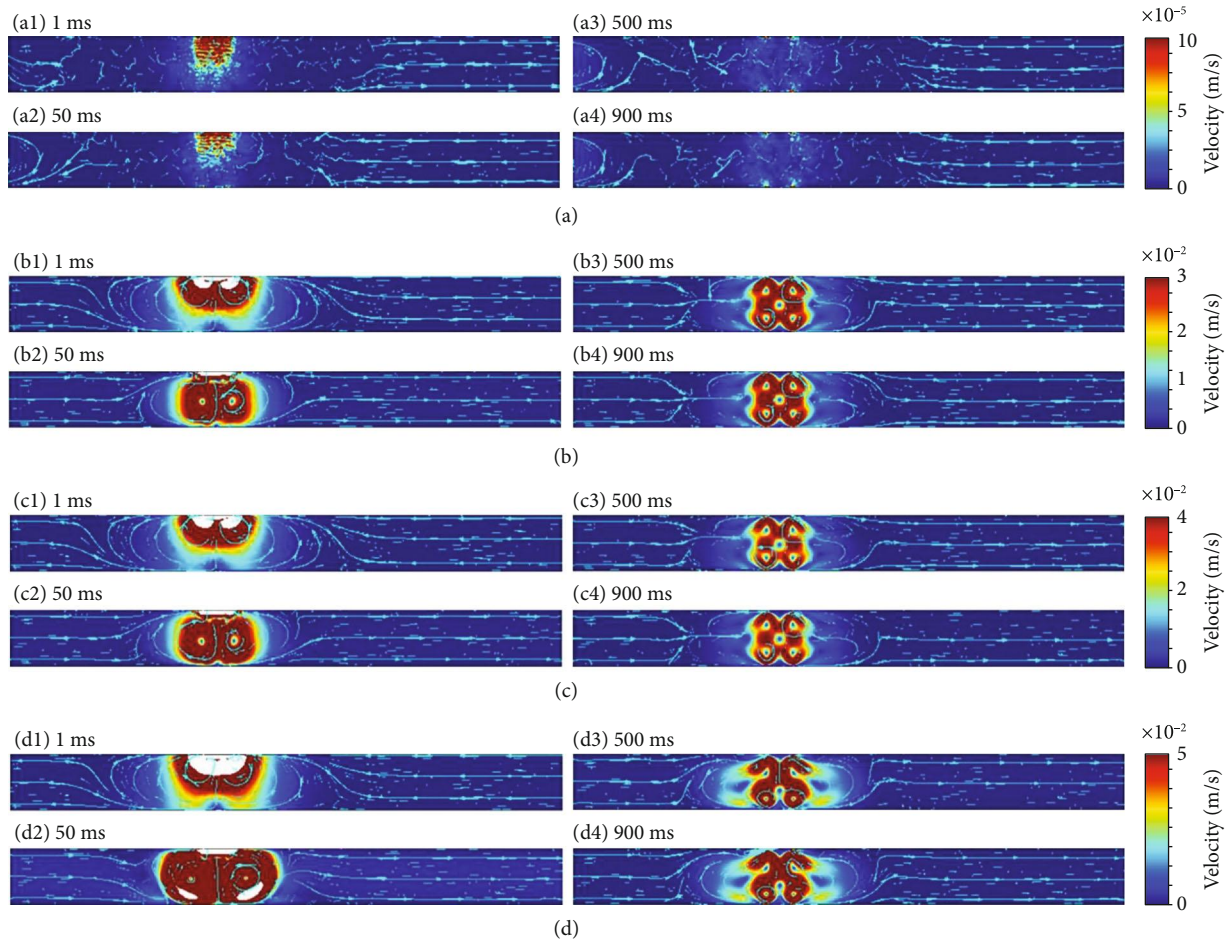 (a1) 1 ms
(a3) 500 ms
(a2) 50 ms
(a4) 900 ms
×10⁻⁵
10
5
0
Velocity (m/s)
(a)
(b1) 1 ms
(b3) 500 ms
(b2) 50 ms
(b4) 900 ms
×10⁻²
3
2
1
0
Velocity (m/s)
(b)
(c1) 1 ms
(c3) 500 ms
(c2) 50 ms
(c4) 900 ms
×10⁻²
4
2
0
Velocity (m/s)
(c)
(d1) 1 ms
(d3) 500 ms
(d2) 50 ms
(d4) 900 ms
×10⁻²
5
0
Velocity (m/s)
(d)